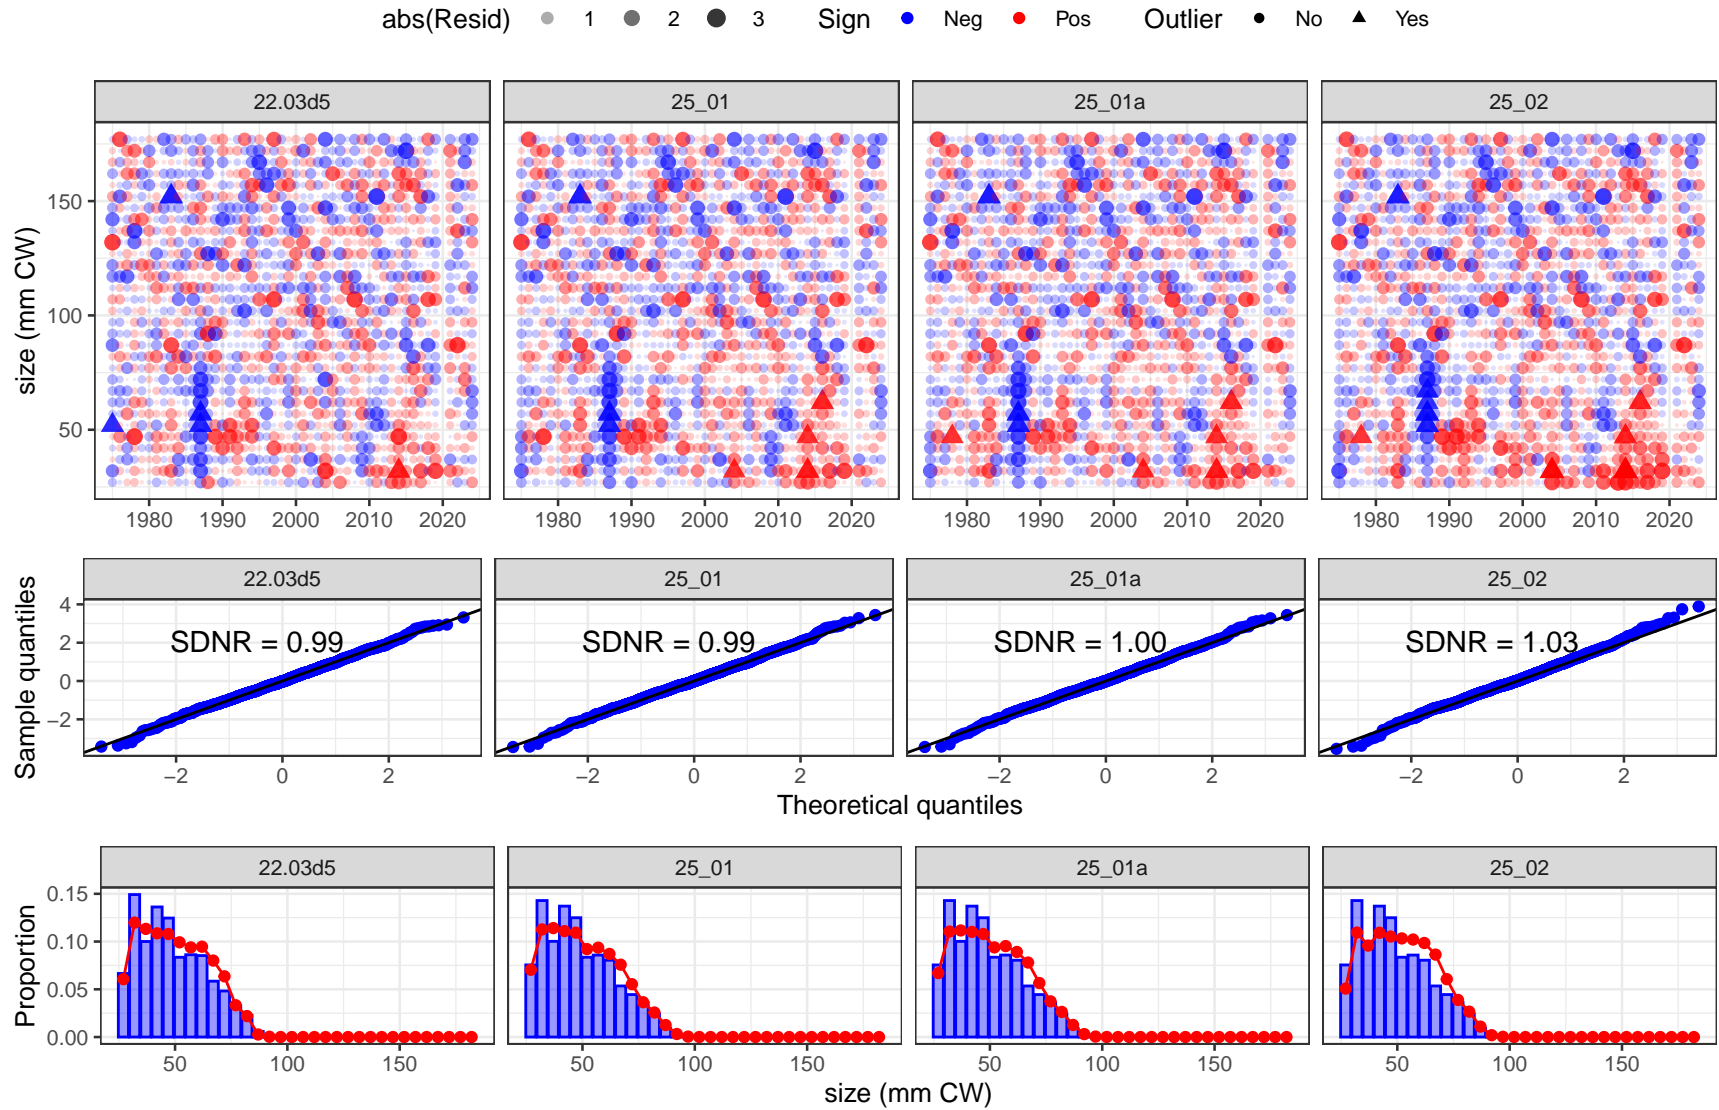 abs(Resid) 1 2 3 Sign Neg Pos Outlier No Yes
22.03d5 25_01 25_01a 25_02
size (mm CW)
150
100
50
1980 1990 2000 2010 2020 1980 1990 2000 2010 2020 1980 1990 2000 2010 2020 1980 1990 2000 2010 2020
22.03d5 25_01 25_01a 25_02
Sample quantiles
4
2
0
−2
SDNR = 0.99 SDNR = 0.99 SDNR = 1.00 SDNR = 1.03
−2 0 2 −2 0 2 −2 0 2 −2 0 2
Theoretical quantiles
22.03d5 25_01 25_01a 25_02
Proportion
0.15
0.10
0.05
0.00
50 100 150 50 100 150 50 100 150 50 100 150
size (mm CW)